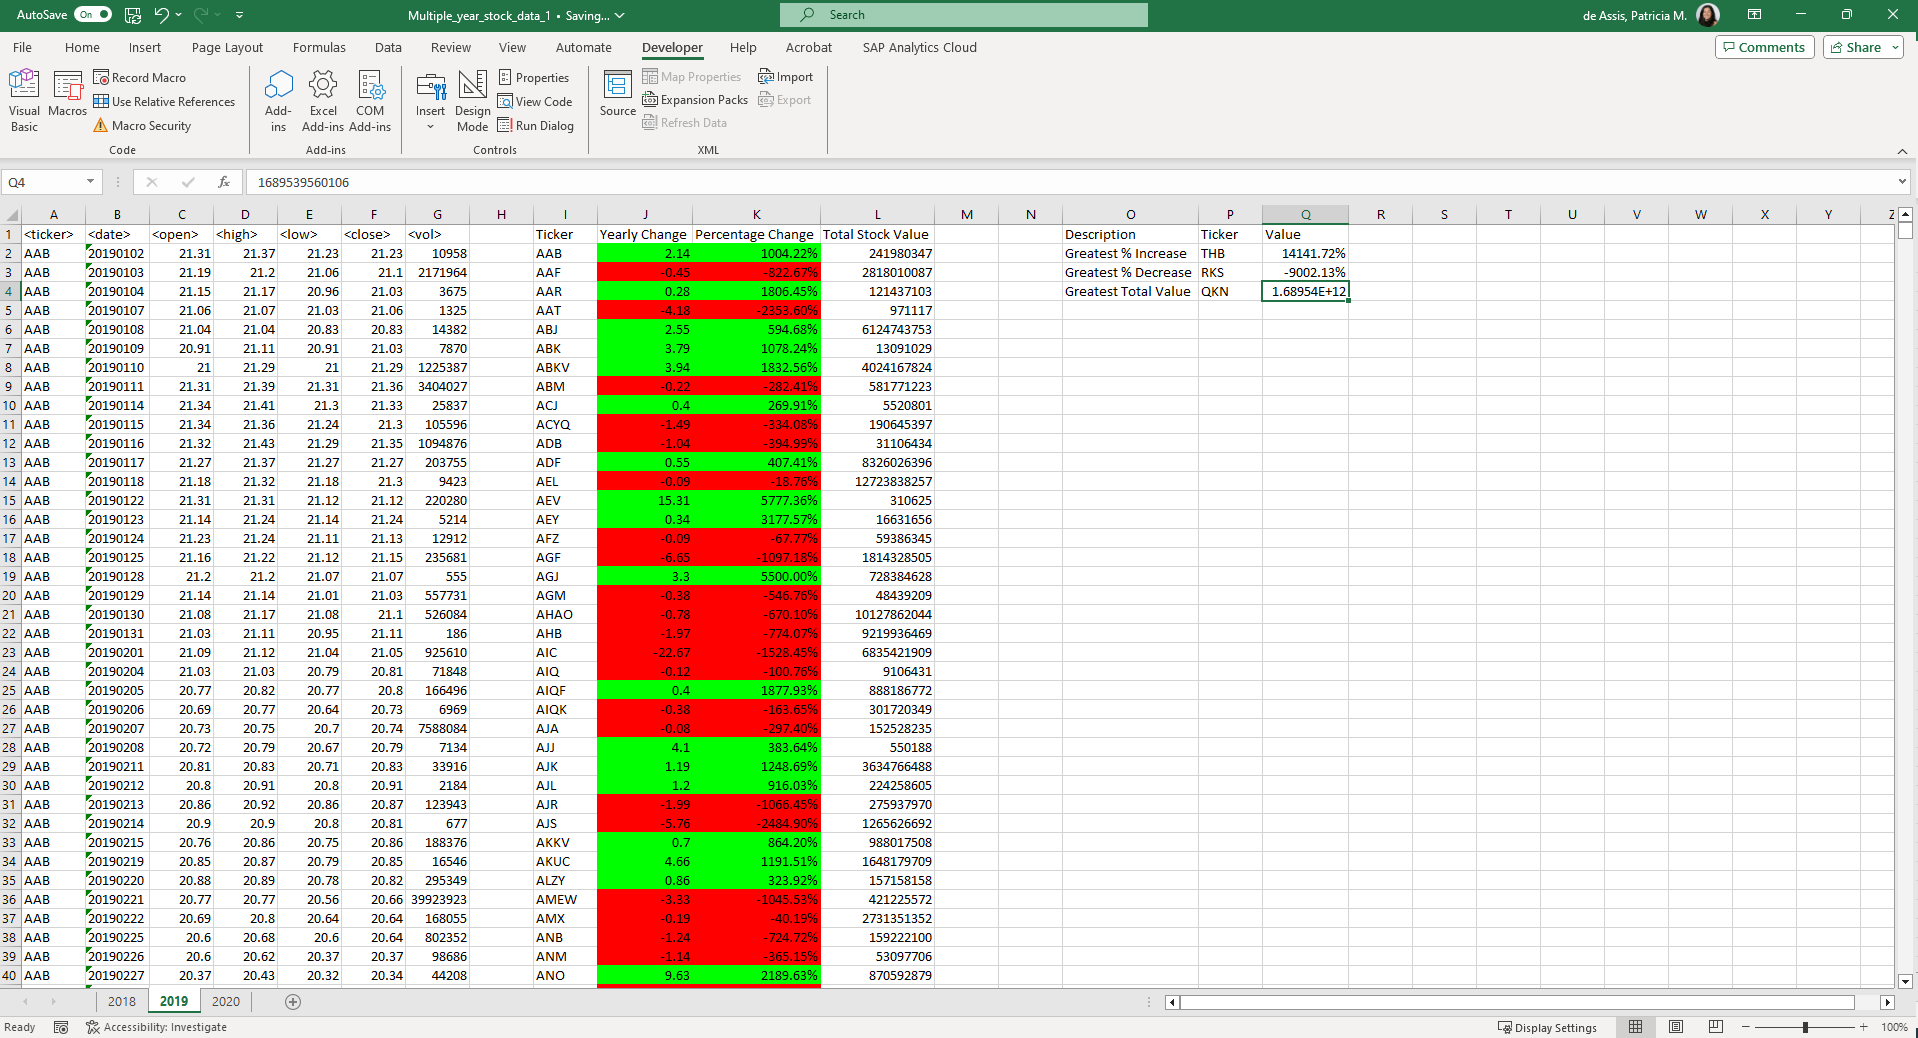 AutoSave On Multiple_year_stock_data_1 • Saving... Search de Assis, Patricia M.
File Home Insert Page Layout Formulas Data Review View Automate Developer Help Acrobat SAP Analytics Cloud Comments Share
Visual Basic Macros Record Macro Use Relative References Macro Security Add-ins Excel Add-ins COM Add-ins Insert Design Mode Properties View Code Run Dialog Source Map Properties Expansion Packs Refresh Data Import Export
Code Add-ins Controls XML
Q4 fx 1689539560106
A B C D E F G H I J K L M N O P Q R S T U V W X Y Z
1 <ticker> <date> <open> <high> <low> <close> <vol> Ticker Yearly Change Percentage Change Total Stock Value Description Ticker Value
2 AAB 20190102 21.31 21.37 21.23 21.23 10958 AAB 2.14 1004.22% 241980347 Greatest % Increase THB 14141.72%
3 AAB 20190103 21.19 21.2 21.06 21.1 2171964 AAF -0.45 -822.67% 2818010087 Greatest % Decrease RKS -9002.13%
4 AAB 20190104 21.15 21.17 20.96 21.03 3675 AAR 0.28 1806.45% 121437103 Greatest Total Value QKN 1.68954E+12
5 AAB 20190107 21.06 21.07 21.03 21.06 1325 AAT -4.18 -2353.60% 971117
6 AAB 20190108 21.04 21.04 20.83 20.83 14382 ABJ 2.55 594.68% 6124743753
7 AAB 20190109 20.91 21.11 20.91 21.03 7870 ABK 3.79 1078.24% 13091029
8 AAB 20190110 21 21.29 21 21.29 1225387 ABKV 3.94 1832.56% 4024167824
9 AAB 20190111 21.31 21.39 21.31 21.36 3404027 ABM -0.22 -282.41% 581771223
10 AAB 20190114 21.34 21.41 21.3 21.33 25837 ACJ 0.4 269.91% 5520801
11 AAB 20190115 21.34 21.36 21.24 21.3 105596 ACYQ -1.49 -334.08% 190645397
12 AAB 20190116 21.32 21.43 21.29 21.35 1094876 ADB -1.04 -394.99% 31106434
13 AAB 20190117 21.27 21.37 21.27 21.27 203755 ADF 0.55 407.41% 8326026396
14 AAB 20190118 21.18 21.32 21.18 21.3 9423 AEL -0.09 -18.76% 12723838257
15 AAB 20190122 21.31 21.31 21.12 21.12 220280 AEV 15.31 5777.36% 310625
16 AAB 20190123 21.14 21.24 21.14 21.24 5214 AEY 0.34 3177.57% 16631656
17 AAB 20190124 21.23 21.24 21.11 21.13 12912 AFZ -0.09 -67.77% 59386345
18 AAB 20190125 21.16 21.22 21.12 21.15 235681 AGF -6.65 -1097.18% 1814328505
19 AAB 20190128 21.2 21.2 21.07 21.07 555 AGJ 3.3 5500.00% 728384628
20 AAB 20190129 21.14 21.14 21.01 21.03 557731 AGM -0.38 -546.76% 48439209
21 AAB 20190130 21.08 21.17 21.08 21.1 526084 AHAO -0.78 -670.10% 10127862044
22 AAB 20190131 21.03 21.11 20.95 21.11 186 AHB -1.97 -774.07% 9219936469
23 AAB 20190201 21.09 21.12 21.04 21.05 925610 AIC -22.67 -1528.45% 6835421909
24 AAB 20190204 21.03 21.03 20.79 20.81 71848 AIQ -0.12 -100.76% 9106431
25 AAB 20190205 20.77 20.82 20.77 20.8 166496 AIQF 0.4 1877.93% 888186772
26 AAB 20190206 20.69 20.77 20.64 20.73 6969 AIQK -0.38 -163.65% 301720349
27 AAB 20190207 20.73 20.75 20.7 20.74 7588084 AJA -0.08 -297.40% 152528235
28 AAB 20190208 20.72 20.79 20.67 20.79 7134 AJJ 4.1 383.64% 550188
29 AAB 20190211 20.81 20.83 20.71 20.83 33916 AJK 1.19 1248.69% 3634766488
30 AAB 20190212 20.8 20.91 20.8 20.91 2184 AJL 1.2 916.03% 224258605
31 AAB 20190213 20.86 20.92 20.86 20.87 123943 AJR -1.99 -1066.45% 275937970
32 AAB 20190214 20.9 20.9 20.8 20.81 677 AJS -5.76 -2484.90% 1265626692
33 AAB 20190215 20.76 20.86 20.75 20.86 188376 AKKV 0.7 864.20% 988017508
34 AAB 20190219 20.85 20.87 20.79 20.85 16546 AKUC 4.66 1191.51% 1648179709
35 AAB 20190220 20.88 20.89 20.78 20.82 295349 ALZY 0.86 323.92% 157158158
36 AAB 20190221 20.77 20.77 20.56 20.66 39923923 AMEW -3.33 -1045.53% 421225572
37 AAB 20190222 20.69 20.8 20.64 20.64 168055 AMX -0.19 -40.19% 2731351352
38 AAB 20190225 20.6 20.68 20.6 20.64 802352 ANB -1.24 -724.72% 159222100
39 AAB 20190226 20.6 20.62 20.37 20.37 98686 ANM -1.14 -365.15% 53097706
40 AAB 20190227 20.37 20.43 20.32 20.34 44208 ANO 9.63 2189.63% 870592879
2018 2019 2020
Ready Accessibility: Investigate Display Settings 100%